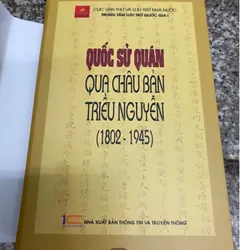 CỤC VĂN THƯ VÀ LƯU TRỮ NHÀ NƯỚC
TRUNG TÂM LƯU TRỮ QUỐC GIA I
QUỐC SỬ QUÁN
QUA CHÂU BẢN
TRIỀU NGUYỄN
(1802 - 1945)
NHÀ XUẤT BẢN THÔNG TIN VÀ TRUYỀN THÔNG